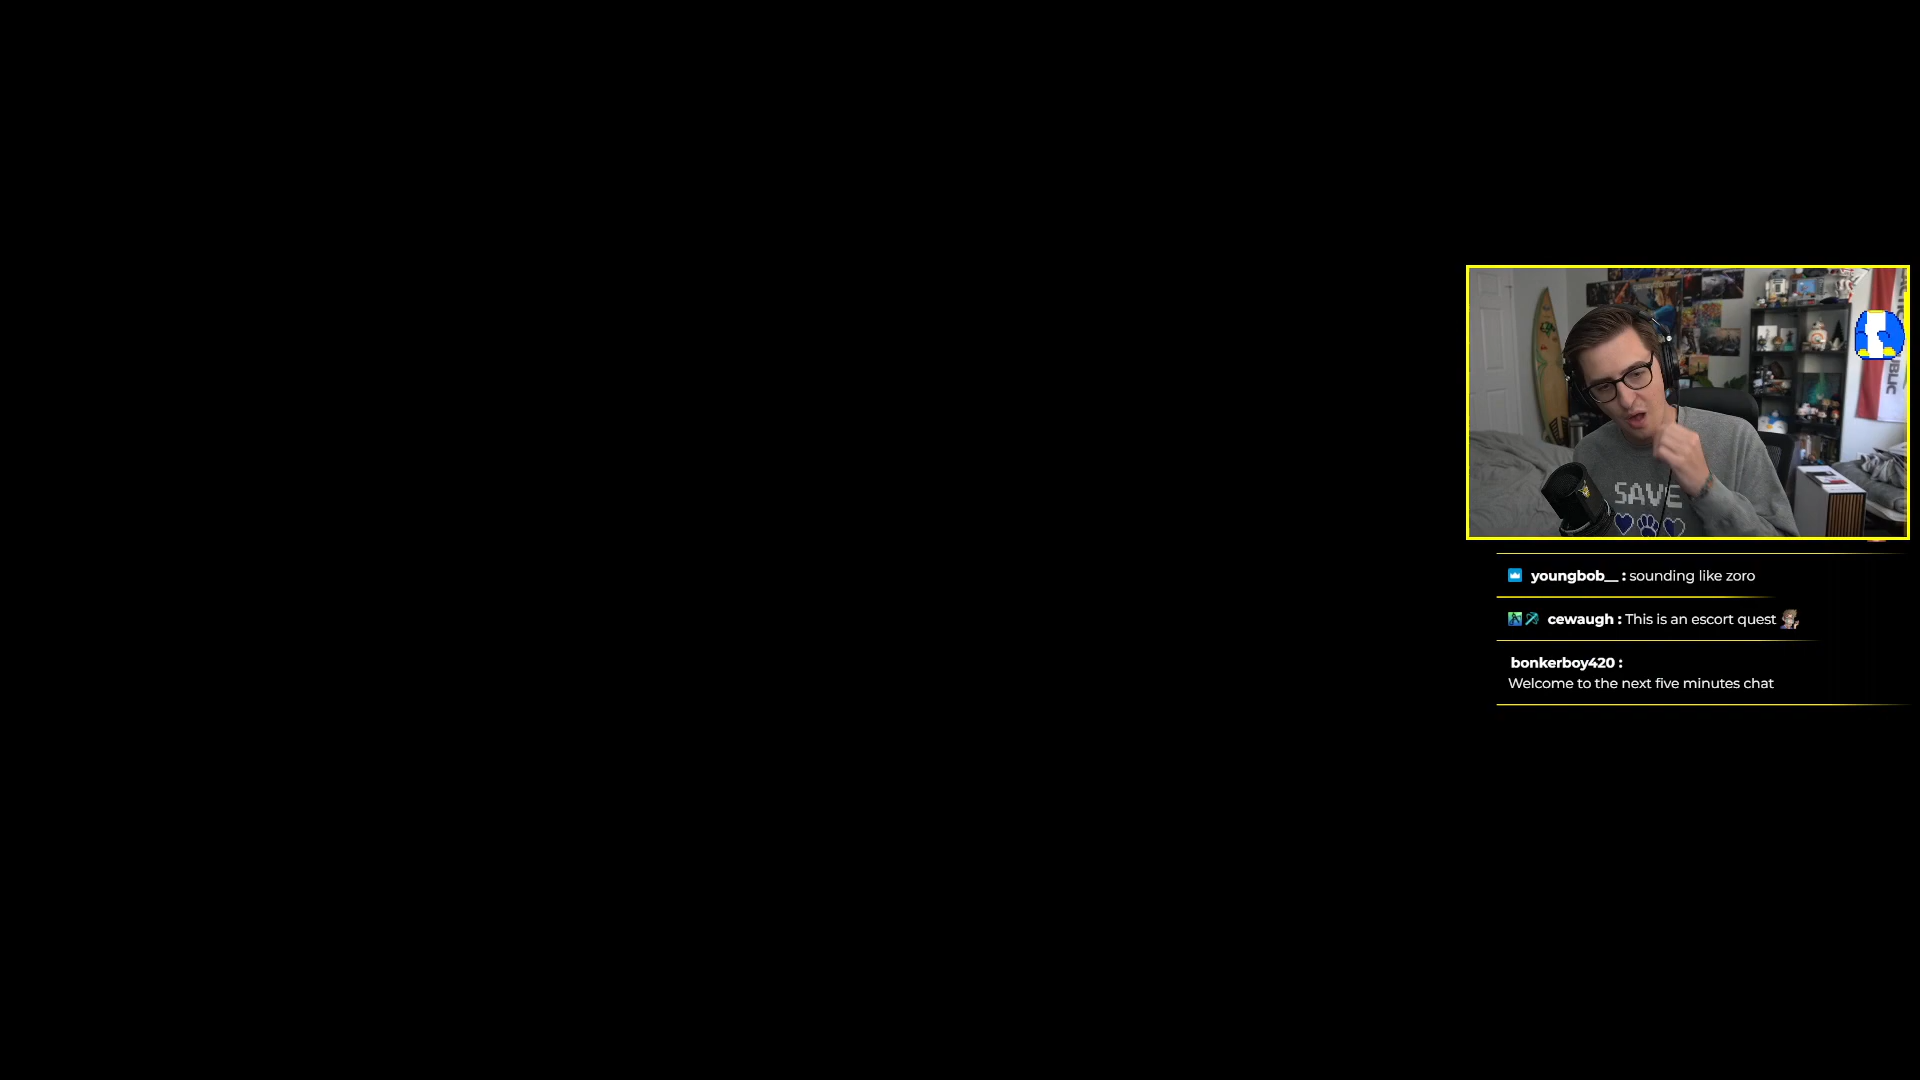 SAVE
youngbob__ : sounding like zoro
cewaugh : This is an escort quest
bonkerboy420 :
Welcome to the next five minutes chat